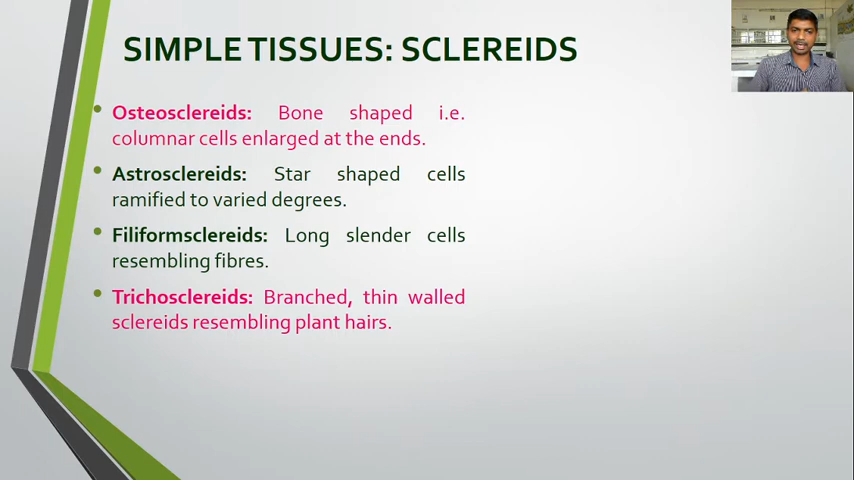 SIMPLE TISSUES: SCLEREIDS
Osteosclereids: Bone shaped i.e.
columnar cells enlarged at the ends.
Astrosclereids: Star shaped cells
ramified to varied degrees.
Filiformsclereids: Long slender cells
resembling fibres.
Trichosclereids: Branched, thin walled
sclereids resembling plant hairs.